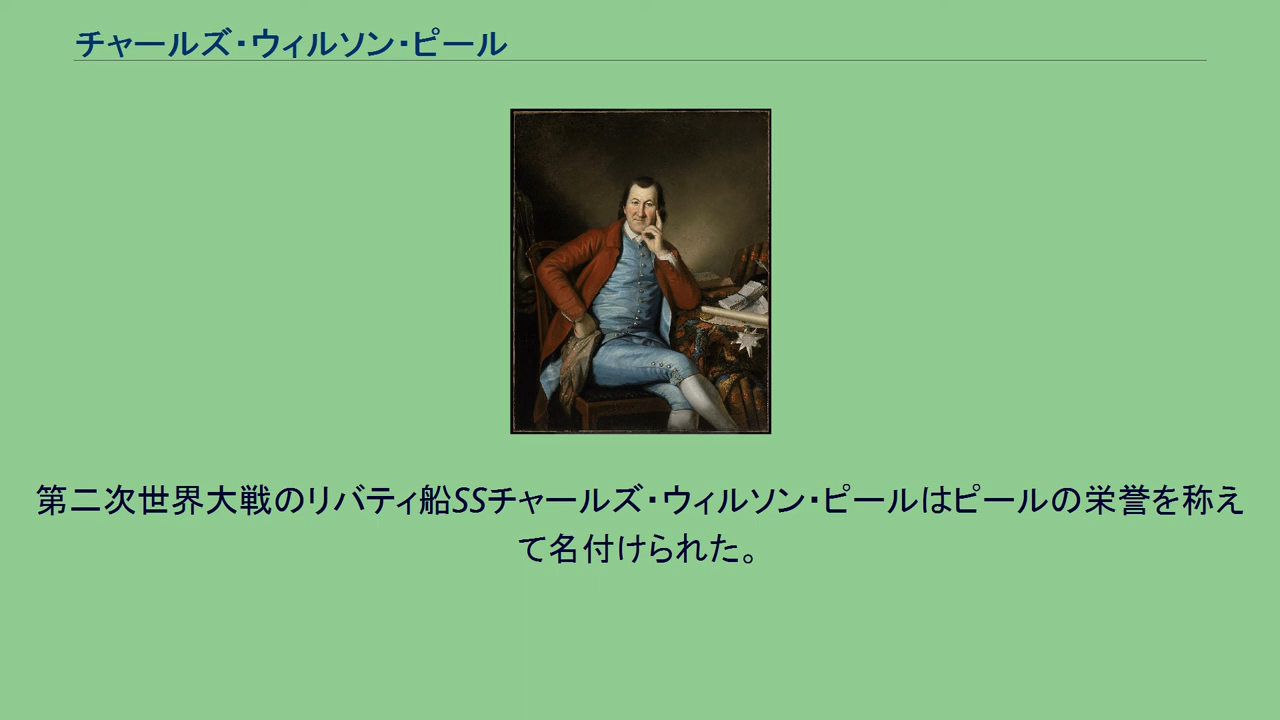 チャールズ・ウィルソン・ピール
第二次世界大戦のリバティ船SSチャールズ・ウィルソン・ピールはピールの栄誉を称え
て名付けられた。